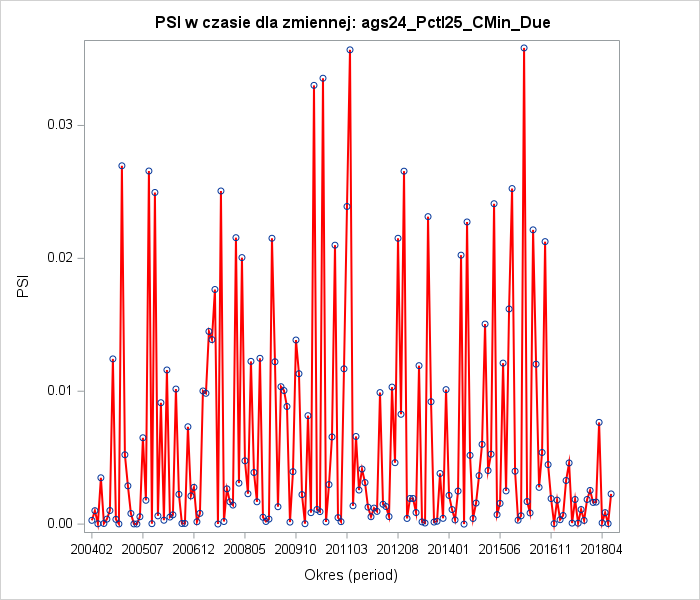 PSI w czasie dla zmiennej: ags24_Pctl25_CMin_Due
0.03
0.02
0.01
0.00
PSI
200402 200507 200612 200805 200910 201103 201208 201401 201506 201611 201804
Okres (period)